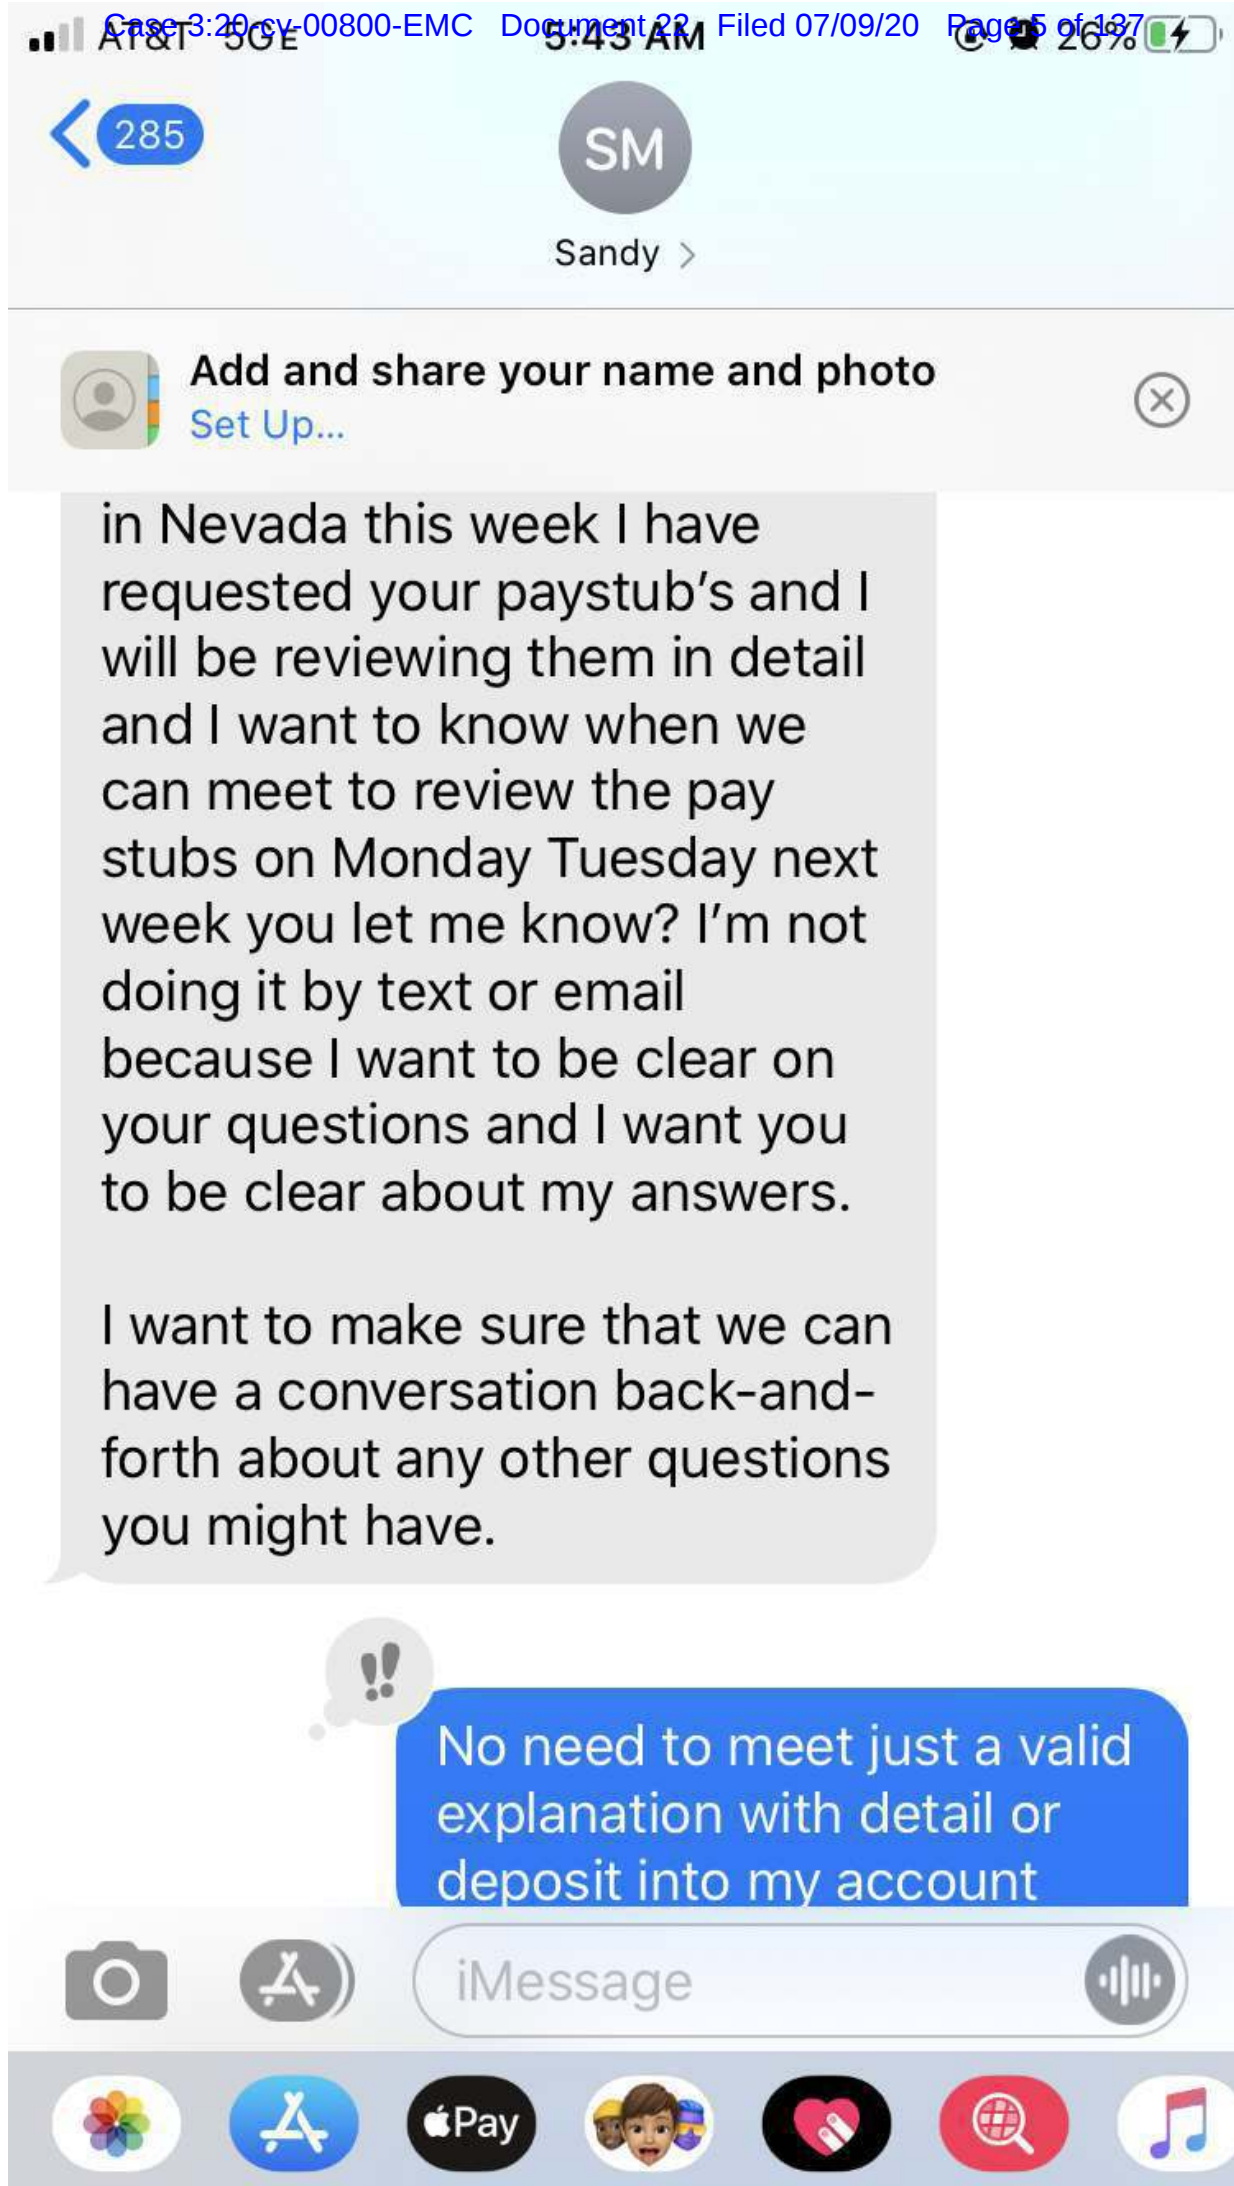 Case 3:20-cv-00800-EMC Document 22 Filed 07/09/20 Page 5 of 137
AT&T 5GE 5:43 AM 26%
285
SM
Sandy >
Add and share your name and photo
Set Up...
in Nevada this week I have
requested your paystub’s and I
will be reviewing them in detail
and I want to know when we
can meet to review the pay
stubs on Monday Tuesday next
week you let me know? I’m not
doing it by text or email
because I want to be clear on
your questions and I want you
to be clear about my answers.
I want to make sure that we can
have a conversation back-and-
forth about any other questions
you might have.
!!
No need to meet just a valid
explanation with detail or
deposit into my account
iMessage
Pay